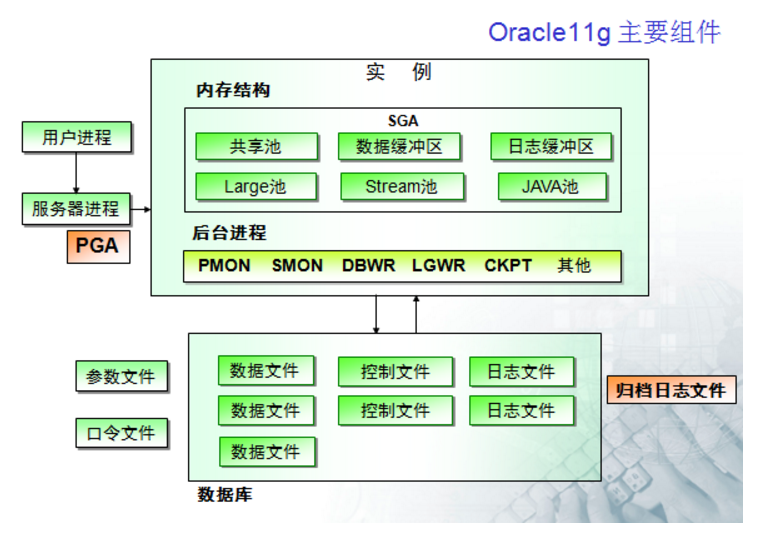 Oracle11g 主要组件
实 例
内存结构
SGA
用户进程
共享池 数据缓冲区 日志缓冲区
Large池 Stream池 JAVA池
服务器进程
PGA
后台进程
PMON SMON DBWR LGWR CKPT 其他
参数文件
数据文件 控制文件 日志文件
归档日志文件
数据文件 控制文件 日志文件
口令文件
数据文件
数据库